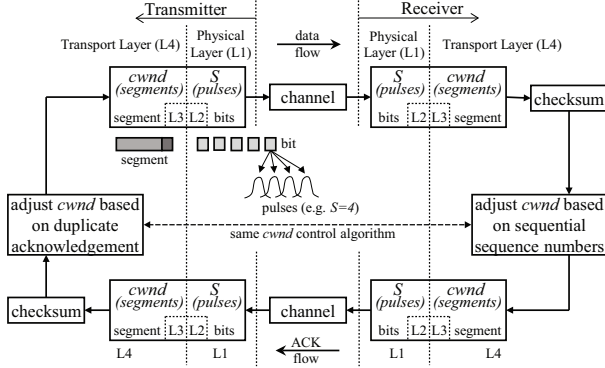 Transmitter
Receiver
Transport Layer (L4)
Physical
Layer (L1)
data
flow
Physical
Layer (L1)
Transport Layer (L4)
cwnd
(segments)
S
(pulses)
segment L3 L2 bits
channel
S
(pulses)
cwnd
(segments)
bits L2 L3 segment
checksum
segment
bit
pulses (e.g. S=4)
adjust cwnd based
on duplicate
acknowledgement
same cwnd control algorithm
adjust cwnd based
on sequential
sequence numbers
checksum
cwnd
(segments)
S
(pulses)
segment L3 L2 bits
channel
S
(pulses)
cwnd
(segments)
bits L2 L3 segment
L4
L1
ACK
flow
L1
L4